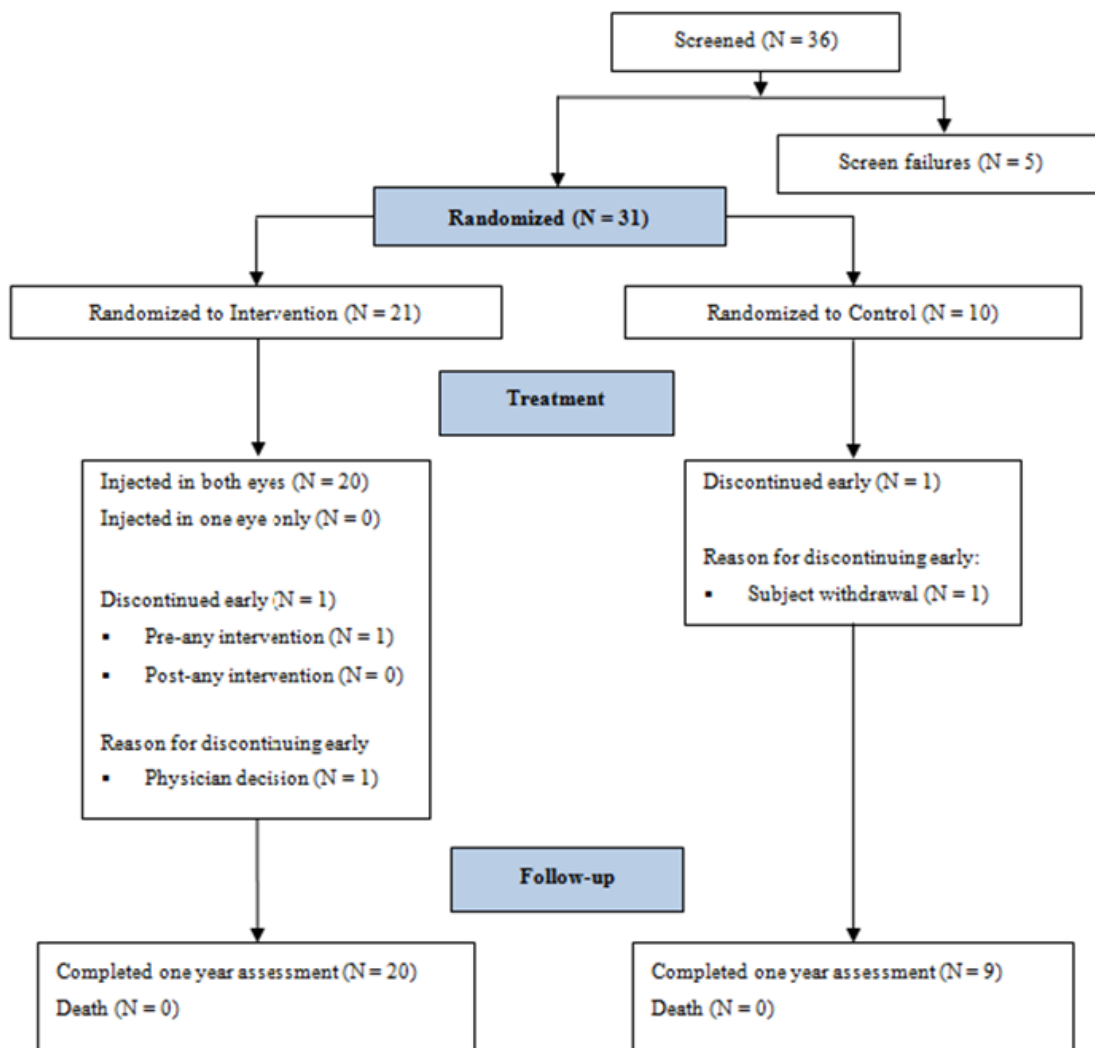 Screened (N = 36)
Screen failures (N = 5)
Randomized (N = 31)
Randomized to Intervention (N = 21)
Randomized to Control (N = 10)
Treatment
Injected in both eyes (N = 20)
Injected in one eye only (N = 0)
Discontinued early (N = 1)
▪ Pre-any intervention (N = 1)
▪ Post-any intervention (N = 0)
Reason for discontinuing early
▪ Physician decision (N = 1)
Discontinued early (N = 1)
Reason for discontinuing early:
▪ Subject withdrawal (N = 1)
Follow-up
Completed one year assessment (N = 20)
Death (N = 0)
Completed one year assessment (N = 9)
Death (N = 0)